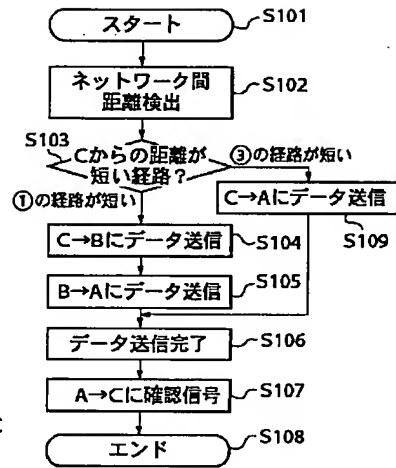 スタート
S101
ネットワーク間
距離検出
S102
S103
Cからの距離が
短い経路?
③の経路が短い
①の経路が短い
C→Aにデータ送信
S109
C→Bにデータ送信
S104
B→Aにデータ送信
S105
データ送信完了
S106
A→Cに確認信号
S107
エンド
S108